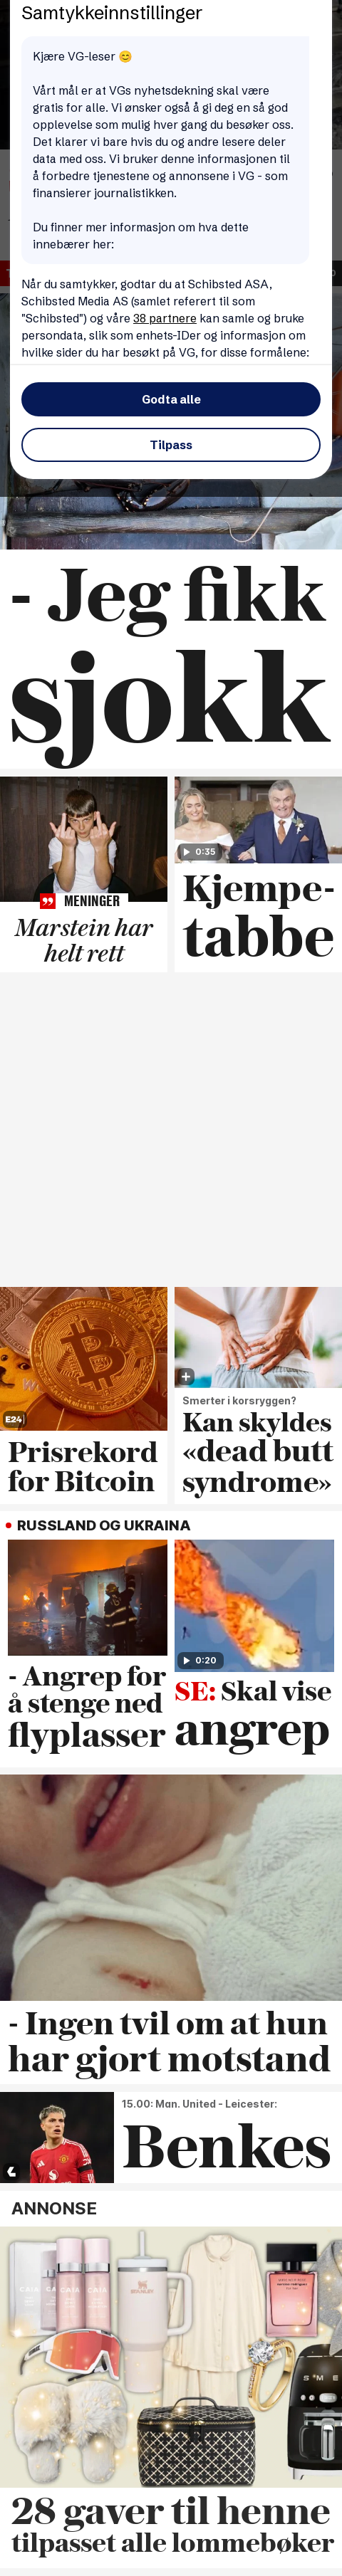 Samtykkeinnstillinger
Kjære VG-leser 😊
Vårt mål er at VGs nyhetsdekning skal være
gratis for alle. Vi ønsker også å gi deg en så god
opplevelse som mulig hver gang du besøker oss.
Det klarer vi bare hvis du og andre lesere deler
data med oss. Vi bruker denne informasjonen til
å forbedre tjenestene og annonsene i VG - som
finansierer journalistikken.
Du finner mer informasjon om hva dette
innebærer her:
Når du samtykker, godtar du at Schibsted ASA,
Schibsted Media AS (samlet referert til som
"Schibsted") og våre 38 partnere kan samle og bruke
persondata, slik som enhets-IDer og informasjon om
hvilke sider du har besøkt på VG, for disse formålene:
Godta alle
Tilpass
- Jeg fikk
sjokk
MENINGER
Marstein har
helt rett
0:35
Kjempe-
tabbe
E24
Prisrekord
for Bitcoin
Smerter i korsryggen?
Kan skyldes
«dead butt
syndrome»
RUSSLAND OG UKRAINA
- Angrep for
å stenge ned
flyplasser
0:20
SE: Skal vise
angrep
- Ingen tvil om at hun
har gjort motstand
15.00: Man. United - Leicester:
Benkes
ANNONSE
CAIA
CAIA
STANLEY
28 gaver til henne
tilpasset alle lommebøker